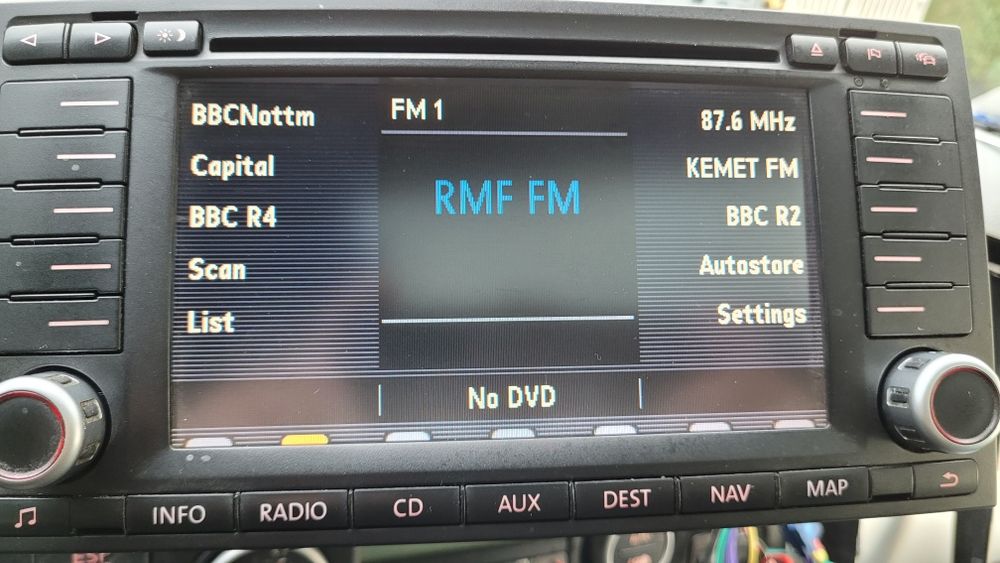 BBCNottm
FM 1
87.6 MHz
Capital
KEMET FM
RMF FM
BBC R4
BBC R2
Scan
Autostore
List
Settings
No DVD
INFO
RADIO
CD
AUX
DEST
NAV
MAP
ESP